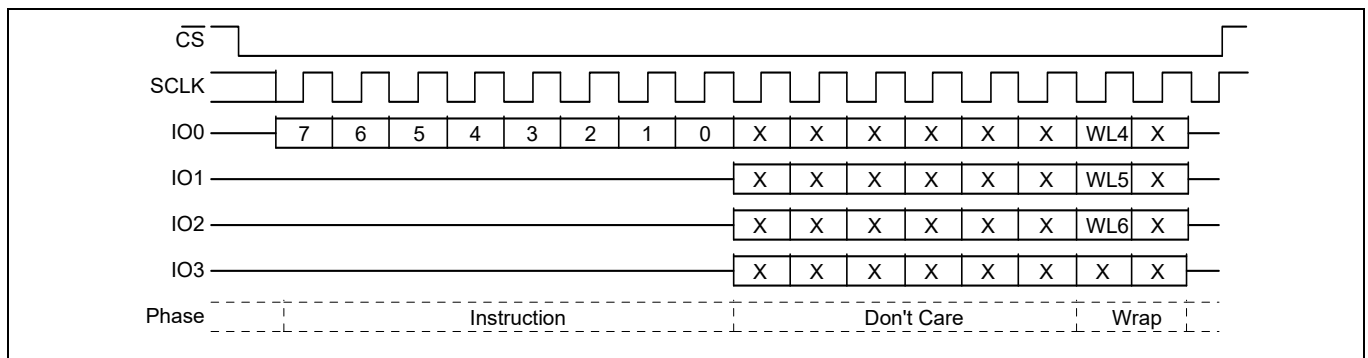 CS
SCLK
IO0 7 6 5 4 3 2 1 0 X X X X X X WL4 X
IO1 X X X X X X WL5 X
IO2 X X X X X X WL6 X
IO3 X X X X X X X X
Phase Instruction Don't Care Wrap